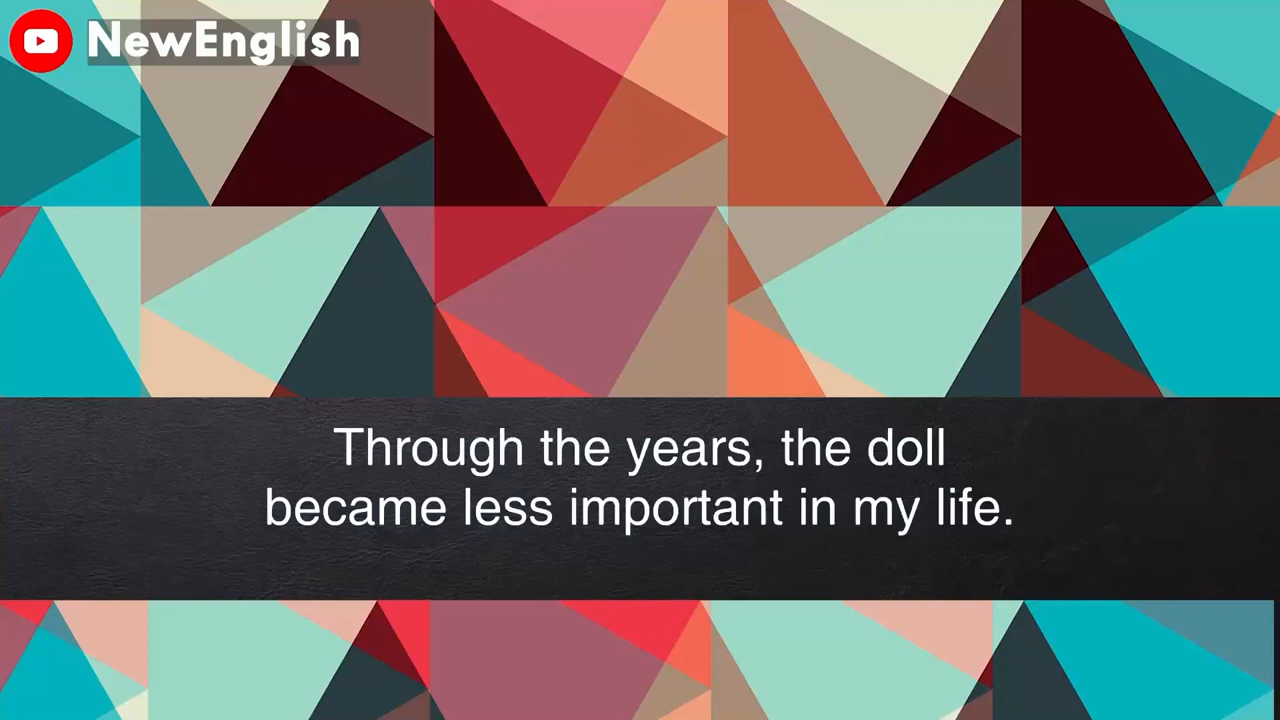 NewEnglish
Through the years, the doll
became less important in my life.